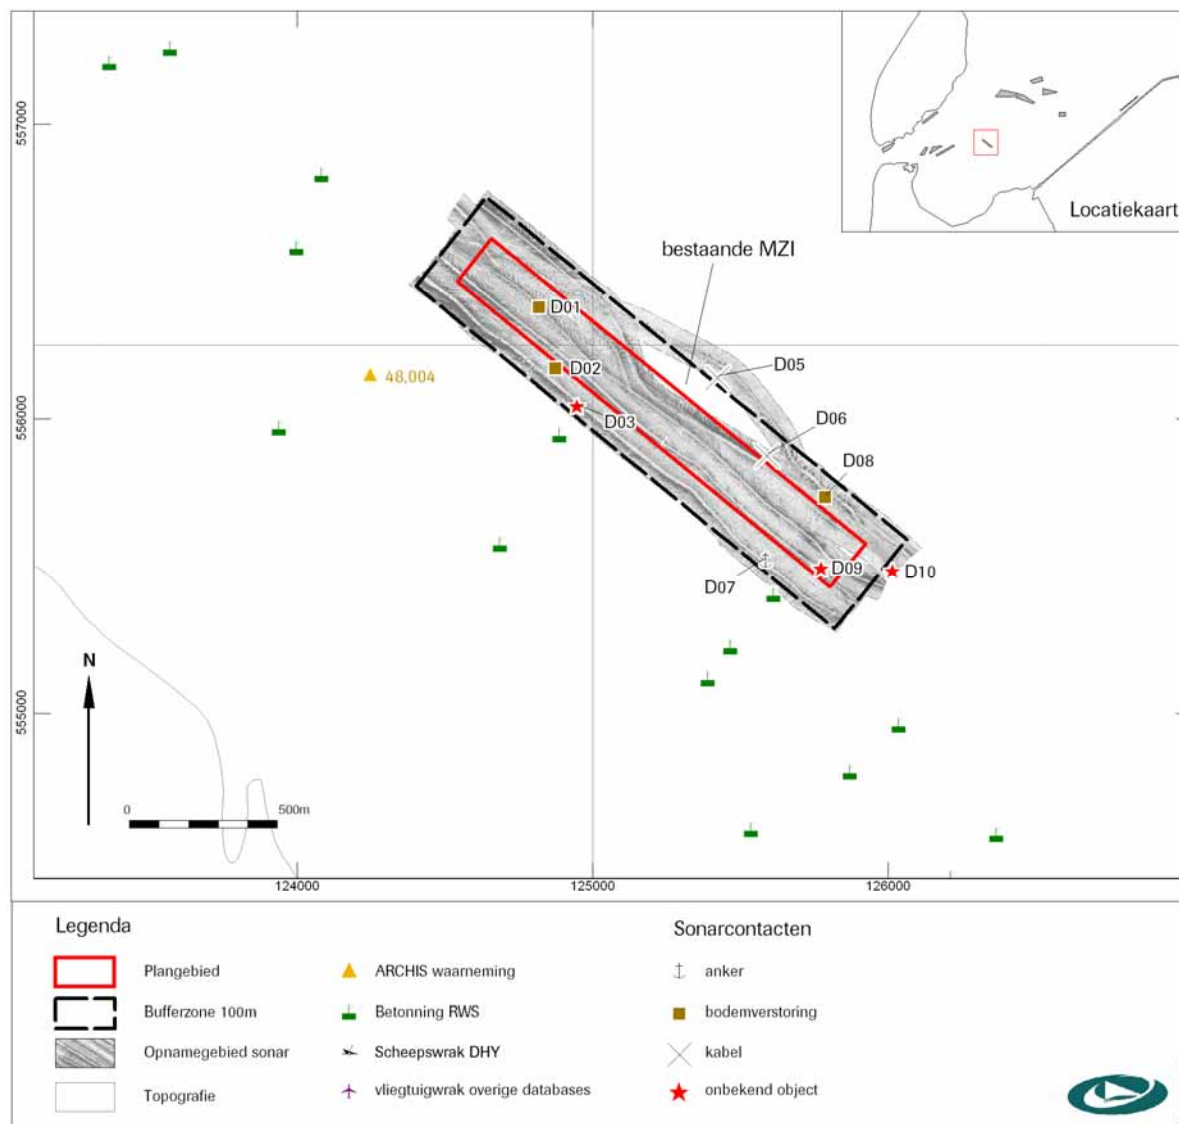 Locatiekaart
557000
bestaande MZI
D01
D05
D02
48,004
D03
D06
556000
D08
D09
D10
D07
N
555000
0
500m
124000
125000
126000
Legenda
Sonarcontacten
Plangebied
ARCHIS waarneming
anker
Bufferzone 100m
Betonning RWS
bodemverstoring
Opnamegebied sonar
Scheepswrak DHY
kabel
Topografie
vliegtuigwrak overige databases
onbekend object